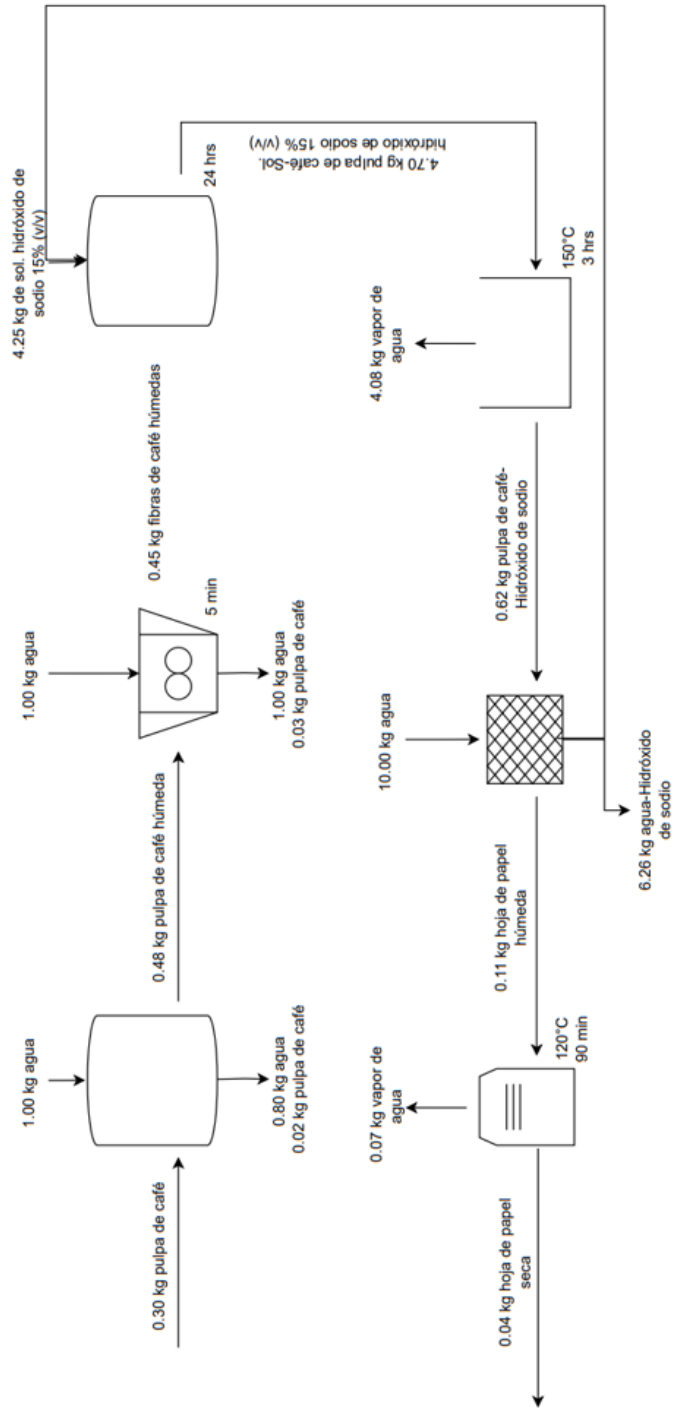 0.30 kg pulpa de café
1.00 kg agua
0.80 kg agua
0.02 kg pulpa de café
0.48 kg pulpa de café húmeda
1.00 kg agua
5 min
1.00 kg agua
0.03 kg pulpa de café
0.45 kg fibras de café húmedas
4.25 kg de sol. hidróxido de
sodio 15% (v/v)
24 hrs
4.70 kg pulpa de café-Sol.
hidróxido de sodio 15% (v/v)
150°C
3 hrs
4.08 kg vapor de
agua
0.62 kg pulpa de café-
Hidróxido de sodio
10.00 kg agua
6.26 kg agua-Hidróxido
de sodio
0.11 kg hoja de papel
húmeda
120°C
90 min
0.07 kg vapor de
agua
0.04 kg hoja de papel
seca